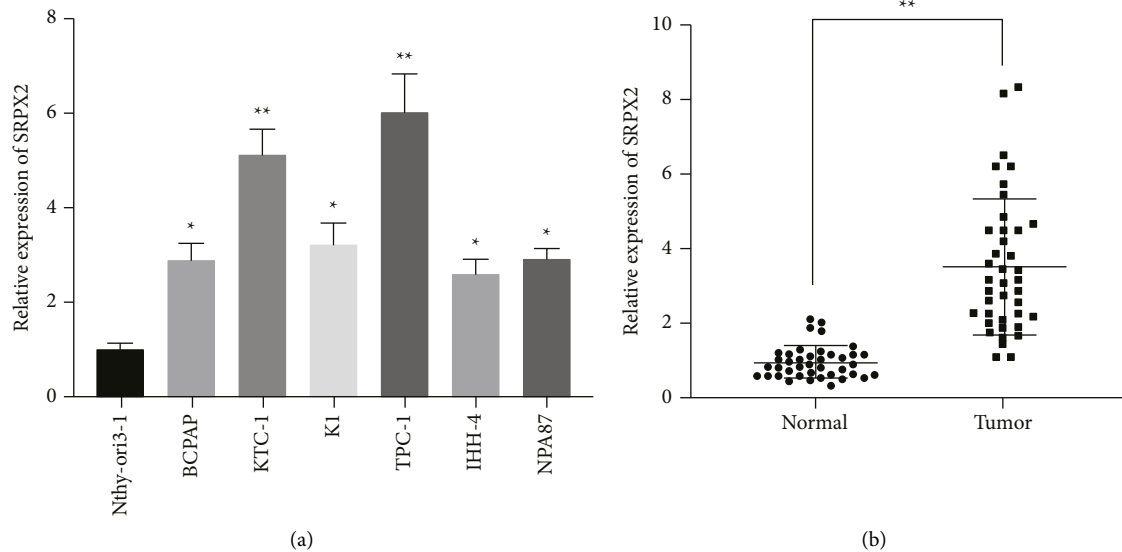 Relative expression of SRPX2
8
6
4
2
0
*
**
*
**
*
*
Nthy-ori3-1
BCPAP
KTC-1
K1
TPC-1
IHH-4
NPA87
(a)
Relative expression of SRPX2
10
8
6
4
2
0
**
Normal
Tumor
(b)